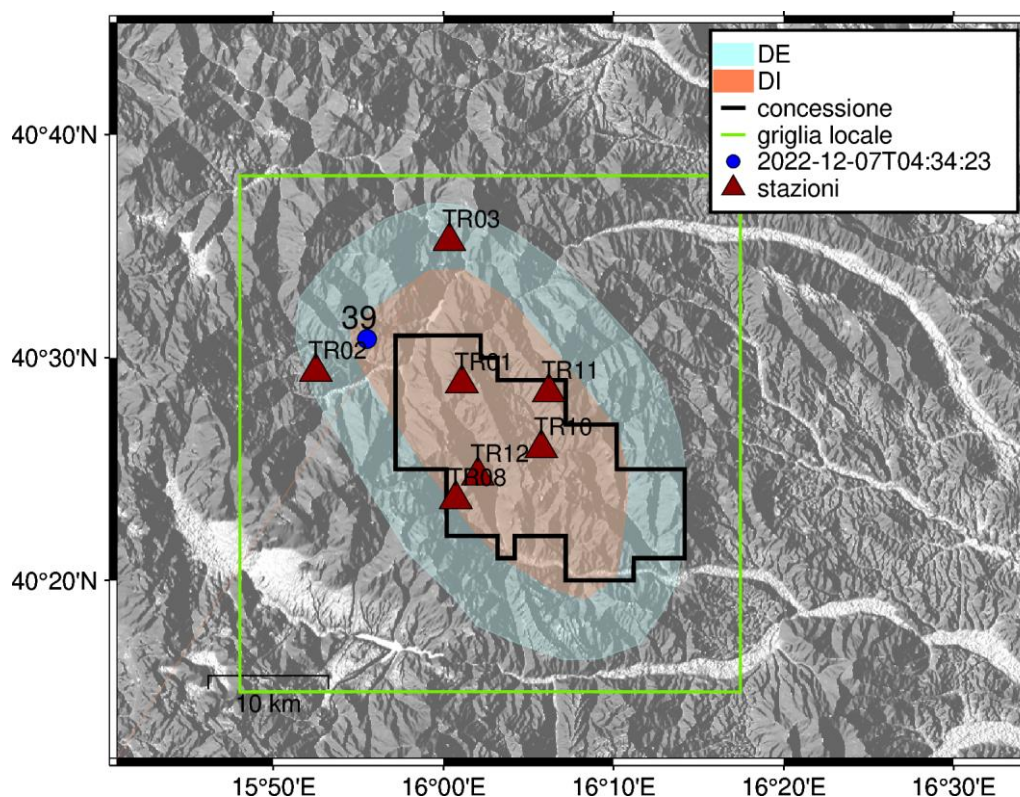 DE
DI
concessione
griglia locale
2022-12-07T04:34:23
stazioni
40°40'N
40°30'N
40°20'N
TR03
39
TR02
TR01
TR11
TR10
TR12
TR08
10 km
15°50'E
16°00'E
16°10'E
16°20'E
16°30'E